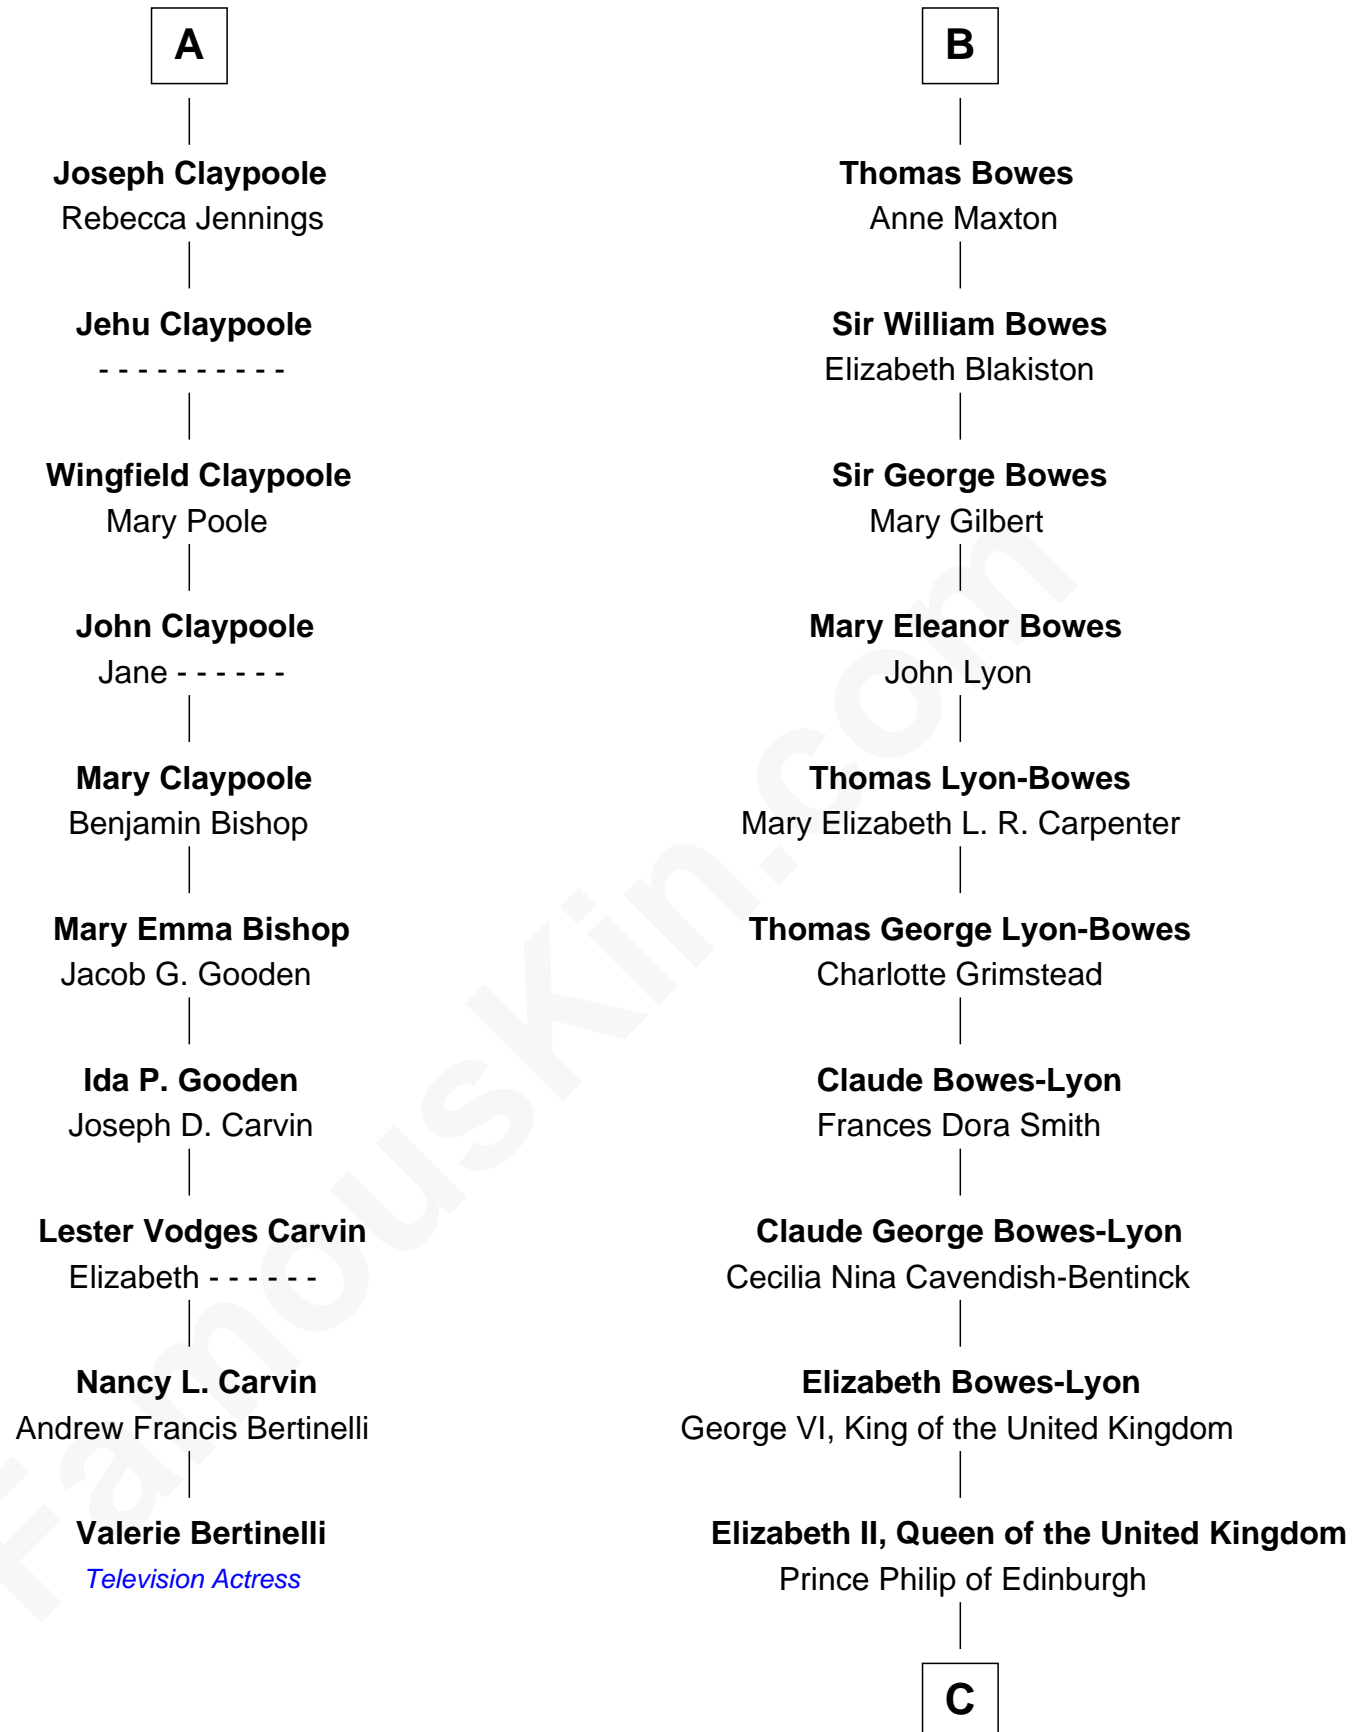 A
Joseph Claypoole
Rebecca Jennings
Jehu Claypoole
- - - - - - - - - -
Wingfield Claypoole
Mary Poole
John Claypoole
Jane - - - - - -
Mary Claypoole
Benjamin Bishop
Mary Emma Bishop
Jacob G. Gooden
Ida P. Gooden
Joseph D. Carvin
Lester Vodges Carvin
Elizabeth - - - - - -
Nancy L. Carvin
Andrew Francis Bertinelli
Valerie Bertinelli
Television Actress
B
Thomas Bowes
Anne Maxton
Sir William Bowes
Elizabeth Blakiston
Sir George Bowes
Mary Gilbert
Mary Eleanor Bowes
John Lyon
Thomas Lyon-Bowes
Mary Elizabeth L. R. Carpenter
Thomas George Lyon-Bowes
Charlotte Grimstead
Claude Bowes-Lyon
Frances Dora Smith
Claude George Bowes-Lyon
Cecilia Nina Cavendish-Bentinck
Elizabeth Bowes-Lyon
George VI, King of the United Kingdom
Elizabeth II, Queen of the United Kingdom
Prince Philip of Edinburgh
C
FamousKin.com